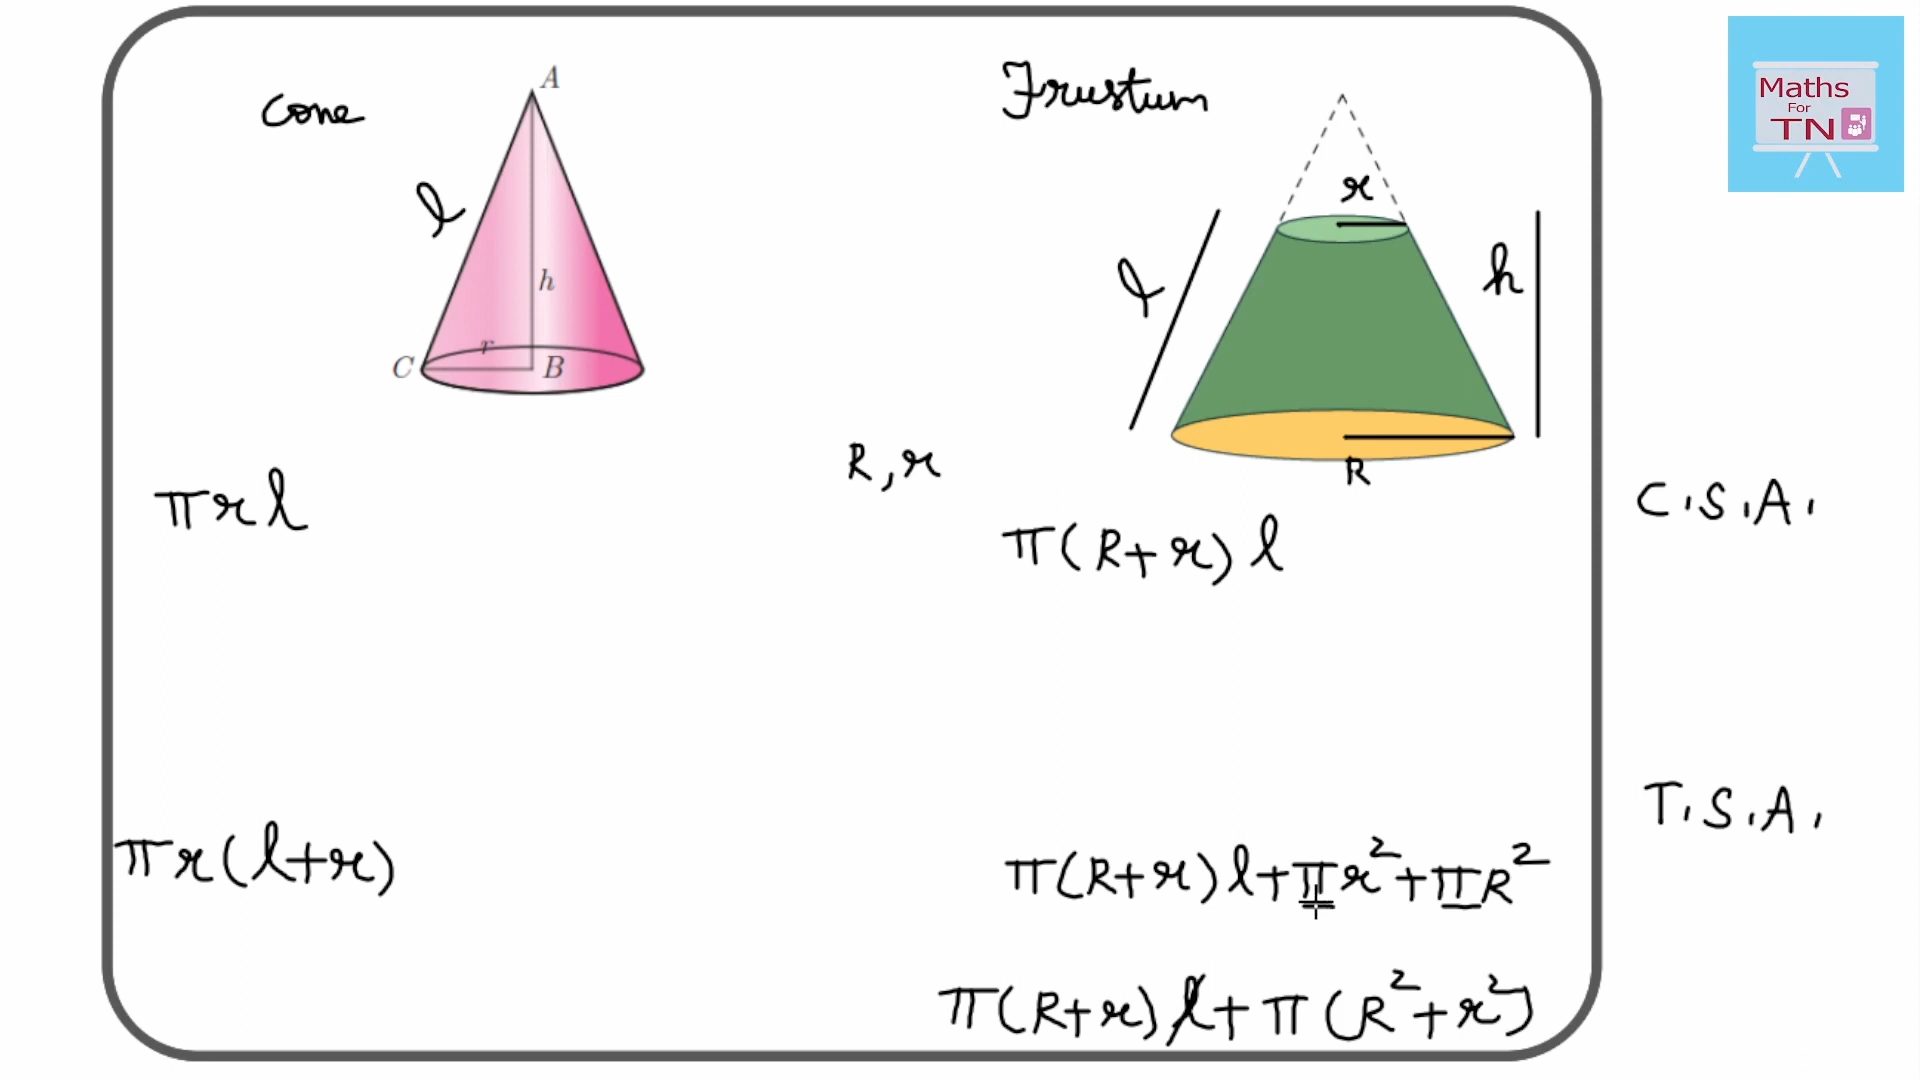 Cone
A
l
h
r
C
B
πrl
πr(l+r)
Frustum
r
l
h
R
R,r
π(R+r)l
π(R+r)l+πr²+πR²
π(R+r)l+π(R²+r²)
C.S.A.
T.S.A.
Maths
For
TN